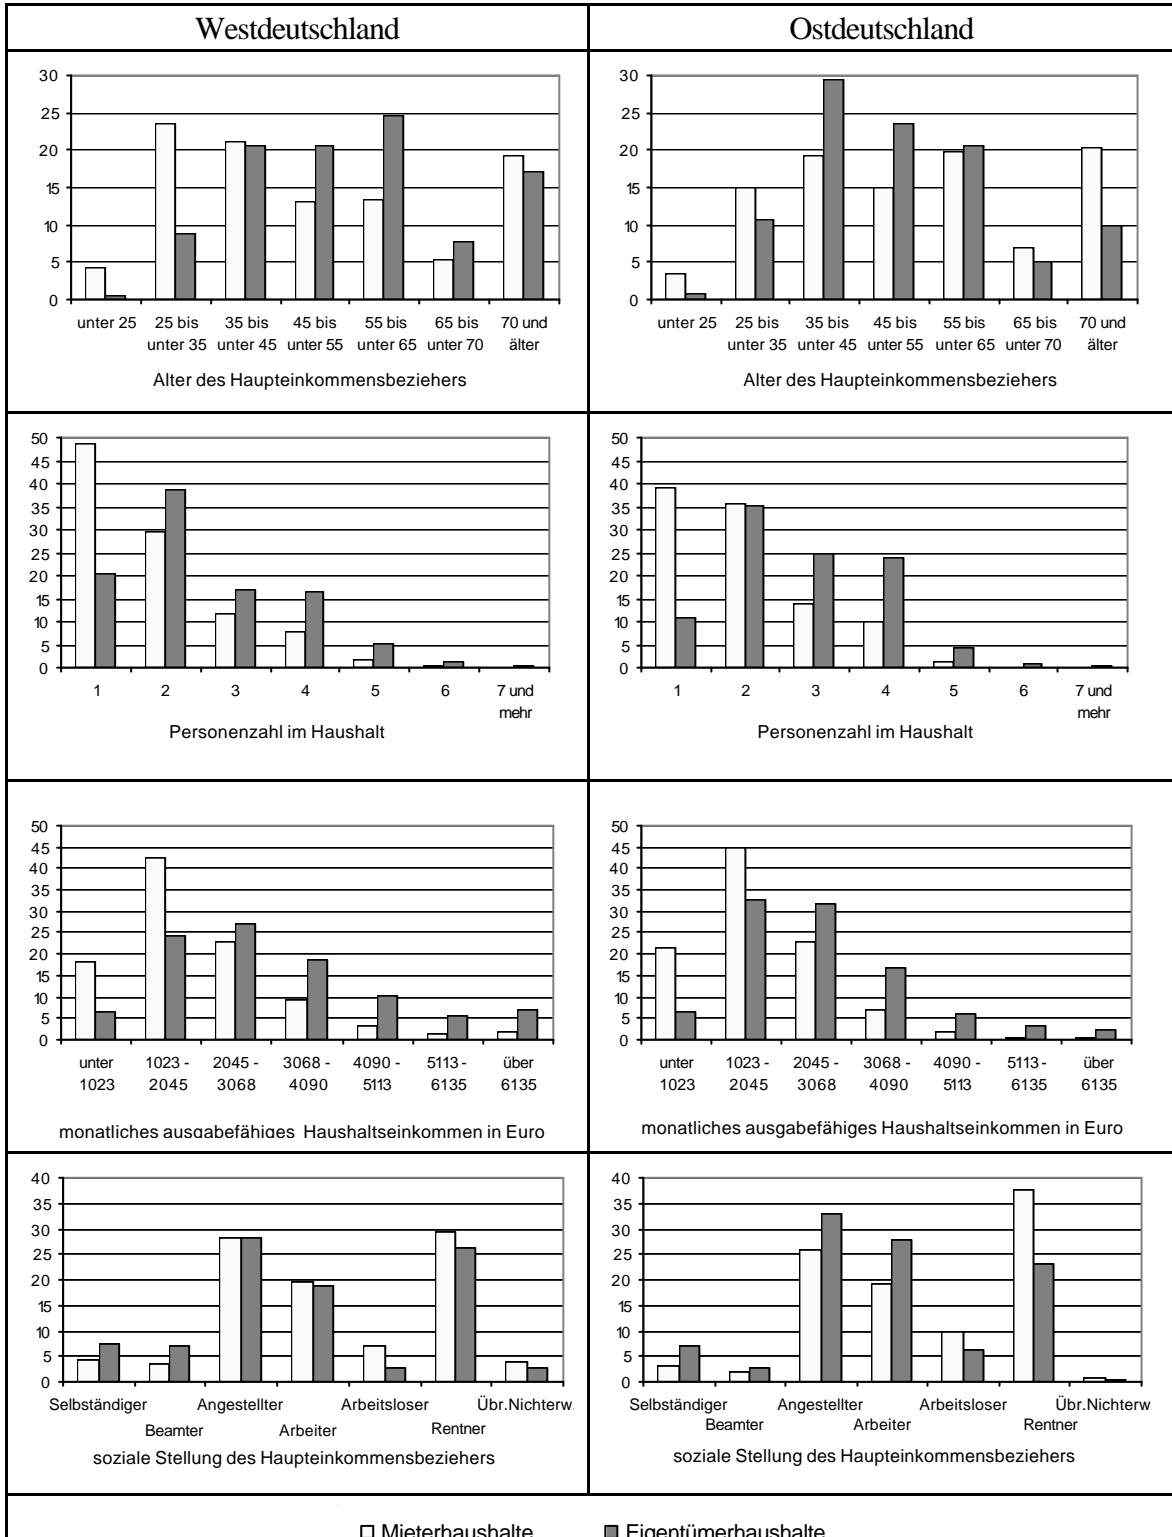 Westdeutschland
Ostdeutschland
30
25
20
15
10
5
0
unter 25 25 bis 35 bis 45 bis 55 bis 65 bis 70 und
unter 35 unter 45 unter 55 unter 65 unter 70 älter
Alter des Haupteinkommensbeziehers
30
25
20
15
10
5
0
unter 25 25 bis 35 bis 45 bis 55 bis 65 bis 70 und
unter 35 unter 45 unter 55 unter 65 unter 70 älter
Alter des Haupteinkommensbeziehers
50
45
40
35
30
25
20
15
10
5
0
1 2 3 4 5 6 7 und
mehr
Personenzahl im Haushalt
50
45
40
35
30
25
20
15
10
5
0
1 2 3 4 5 6 7 und
mehr
Personenzahl im Haushalt
50
45
40
35
30
25
20
15
10
5
0
unter 1023 - 2045 - 3068 - 4090 - 5113 - über
1023 2045 3068 4090 5113 6135 6135
monatliches ausgabefähiges Haushaltseinkommen in Euro
50
45
40
35
30
25
20
15
10
5
0
unter 1023 - 2045 - 3068 - 4090 - 5113 - über
1023 2045 3068 4090 5113 6135 6135
monatliches ausgabefähiges Haushaltseinkommen in Euro
40
35
30
25
20
15
10
5
0
Selbständiger Angestellter Arbeitsloser Übr.Nichterw.
Beamter Arbeiter Rentner
soziale Stellung des Haupteinkommensbeziehers
40
35
30
25
20
15
10
5
0
Selbständiger Angestellter Arbeitsloser Übr.Nichterw.
Beamter Arbeiter Rentner
soziale Stellung des Haupteinkommensbeziehers
Mieterhaushalte Eigentümerhaushalte